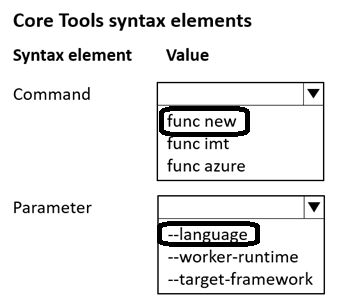 Core Tools syntax elements
Syntax element Value
Command
func new
func imt
func azure
Parameter
--language
--worker-runtime
--target-framework